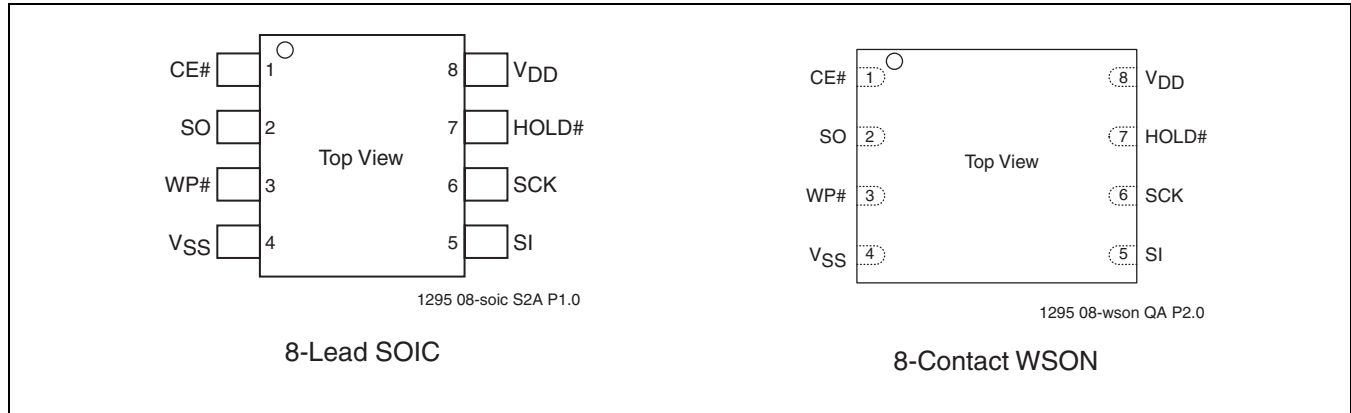 CE# 1 8 VDD
SO 2 7 HOLD#
Top View
WP# 3 6 SCK
VSS 4 5 SI
1295 08-soic S2A P1.0
8-Lead SOIC
CE# 1 8 VDD
SO 2 7 HOLD#
Top View
WP# 3 6 SCK
VSS 4 5 SI
1295 08-wson QA P2.0
8-Contact WSON